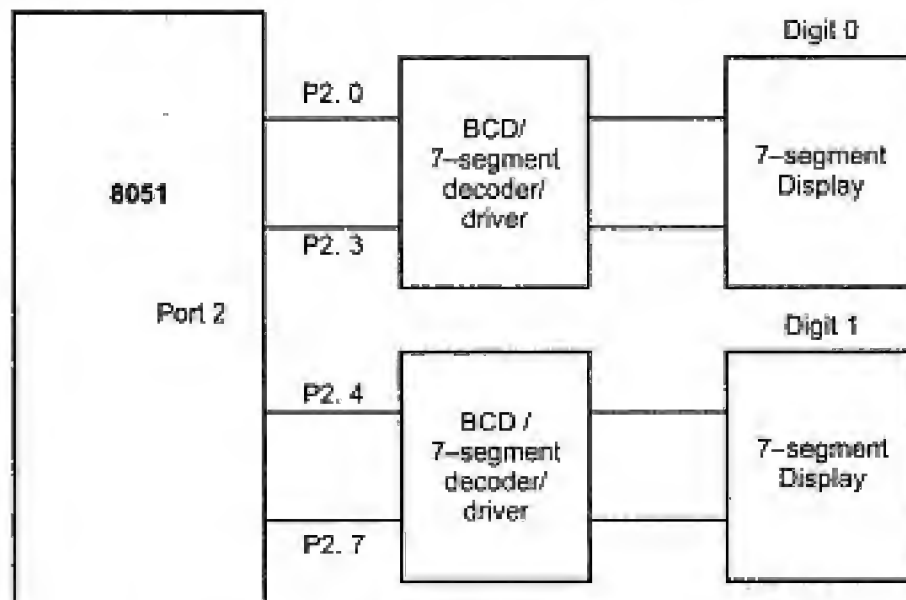 Digit 0
P2. 0
BCD/
7–segment
decoder/
driver
7–segment
Display
8051
P2. 3
Port 2
Digit 1
P2. 4
BCD /
7–segment
decoder/
driver
7–segment
Display
P2. 7